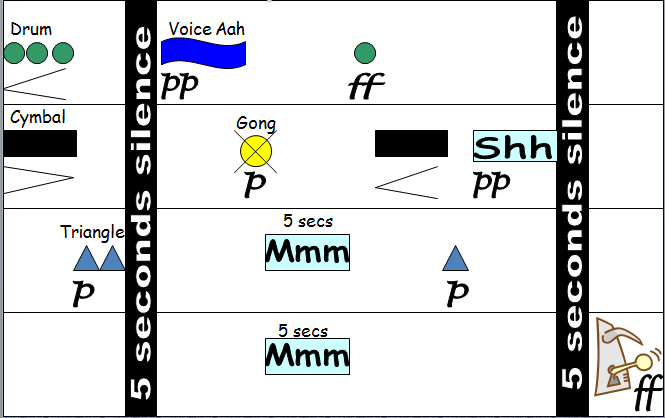 Drum
Voice Aah
pp
ff
Cymbal
Gong
p
Shh
pp
Triangle
p
5 secs
Mmm
p
5 secs
Mmm
ff
5 seconds silence
5 seconds silence